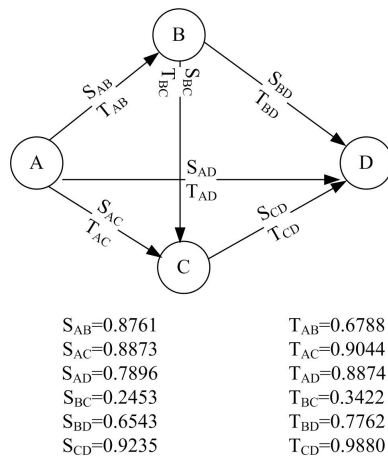 B
S_AB
T_AB
S_BC
T_BC
S_BD
T_BD
A
S_AD
T_AD
D
S_AC
T_AC
S_CD
T_CD
C
S_AB=0.8761 T_AB=0.6788
S_AC=0.8873 T_AC=0.9044
S_AD=0.7896 T_AD=0.8874
S_BC=0.2453 T_BC=0.3422
S_BD=0.6543 T_BD=0.7762
S_CD=0.9235 T_CD=0.9880